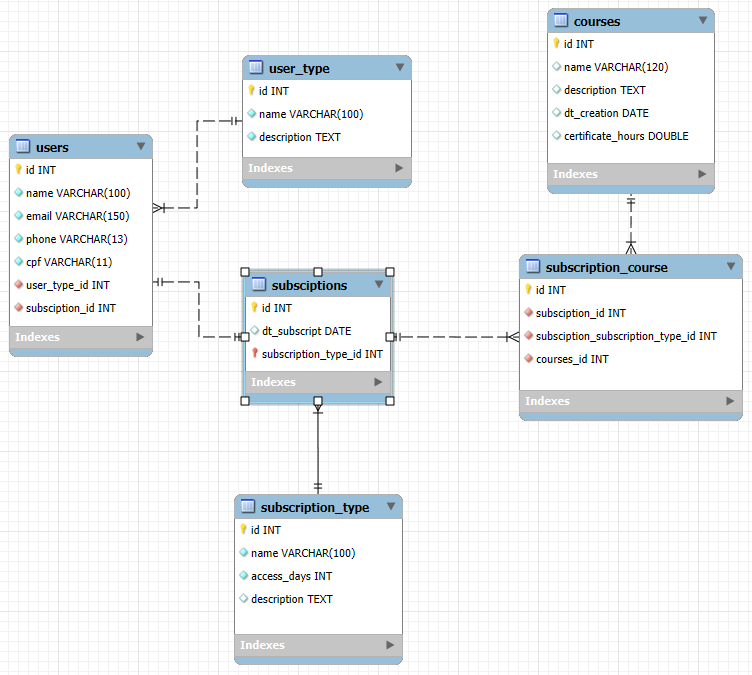 courses
id INT
name VARCHAR(120)
description TEXT
dt_creation DATE
certificate_hours DOUBLE
Indexes
user_type
id INT
name VARCHAR(100)
description TEXT
Indexes
users
id INT
name VARCHAR(100)
email VARCHAR(150)
phone VARCHAR(13)
cpf VARCHAR(11)
user_type_id INT
subsciption_id INT
Indexes
subsciptions
id INT
dt_subscript DATE
subscription_type_id INT
Indexes
subscription_course
id INT
subsciption_id INT
subsciption_subscription_type_id INT
courses_id INT
Indexes
subscription_type
id INT
name VARCHAR(100)
access_days INT
description TEXT
Indexes